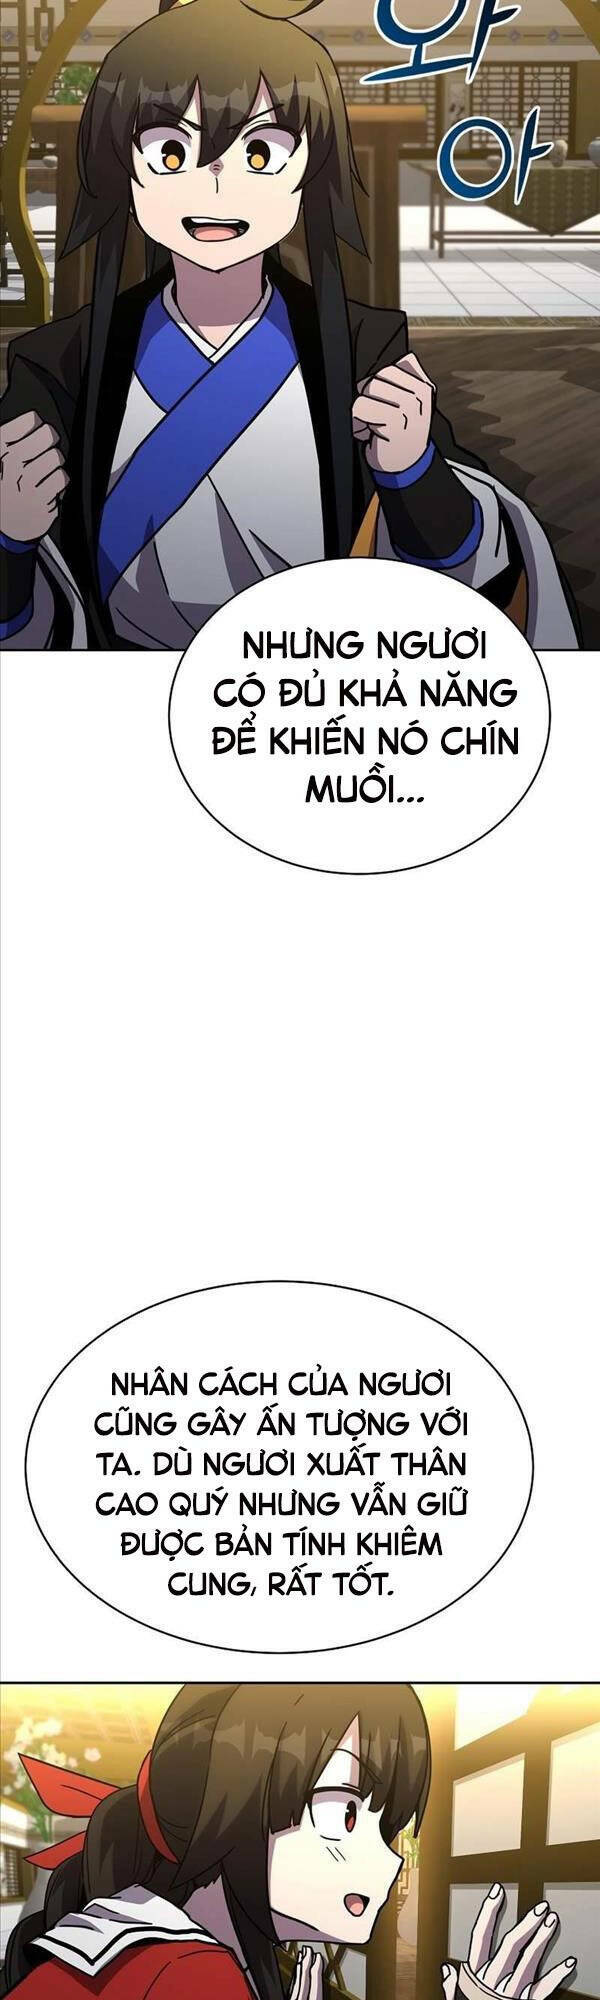 와
아
NHƯNG NGƯƠI
CÓ ĐỦ KHẢ NĂNG
ĐỂ KHIẾN NÓ CHÍN
MUỒI...
NHÂN CÁCH CỦA NGƯƠI
CŨNG GÂY ẤN TƯỢNG VỚI
TA. DÙ NGƯƠI XUẤT THÂN
CAO QUÝ NHƯNG VẪN GIỮ
ĐƯỢC BẢN TÍNH KHIÊM
CUNG, RẤT TỐT.